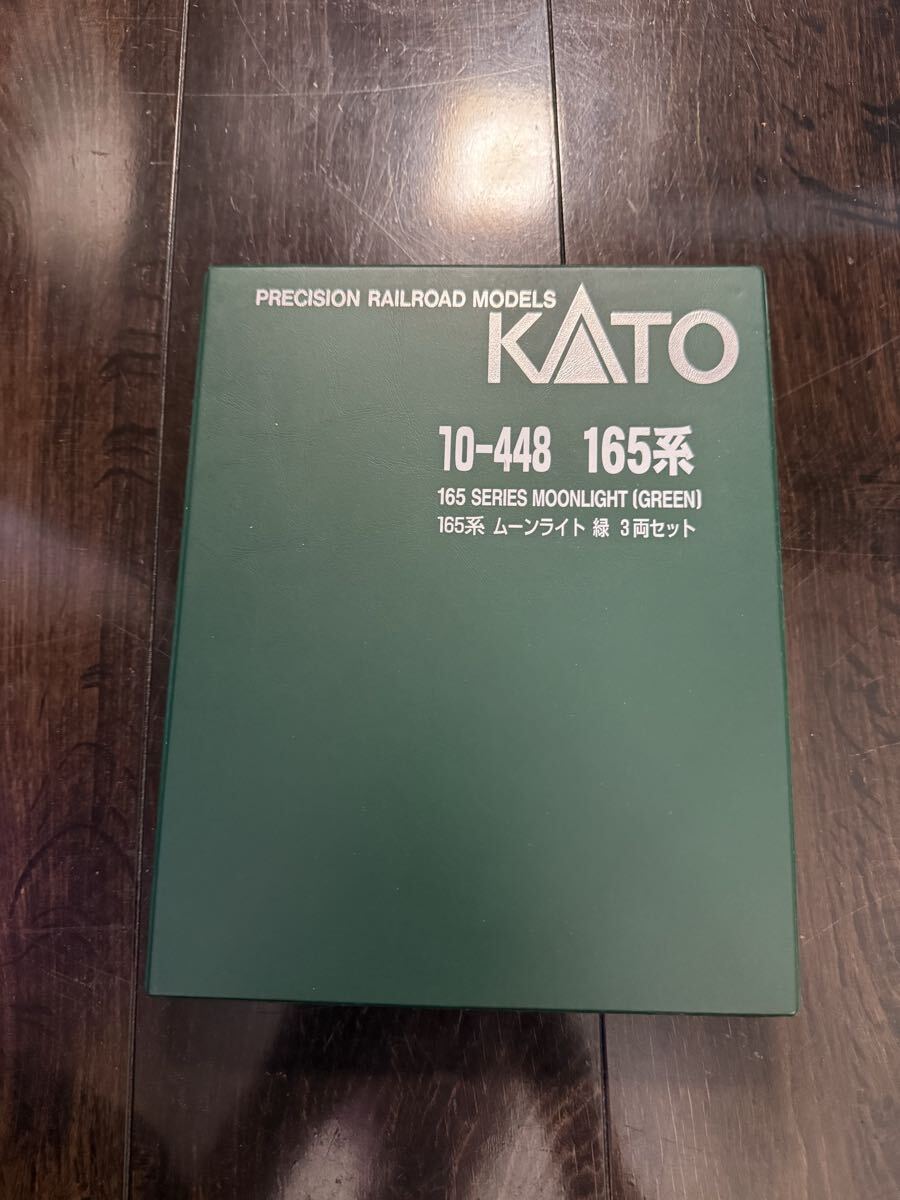 PRECISION RAILROAD MODELS
KATO
10-448 165系
165 SERIES MOONLIGHT (GREEN)
165系 ムーンライト 緑 3両セット